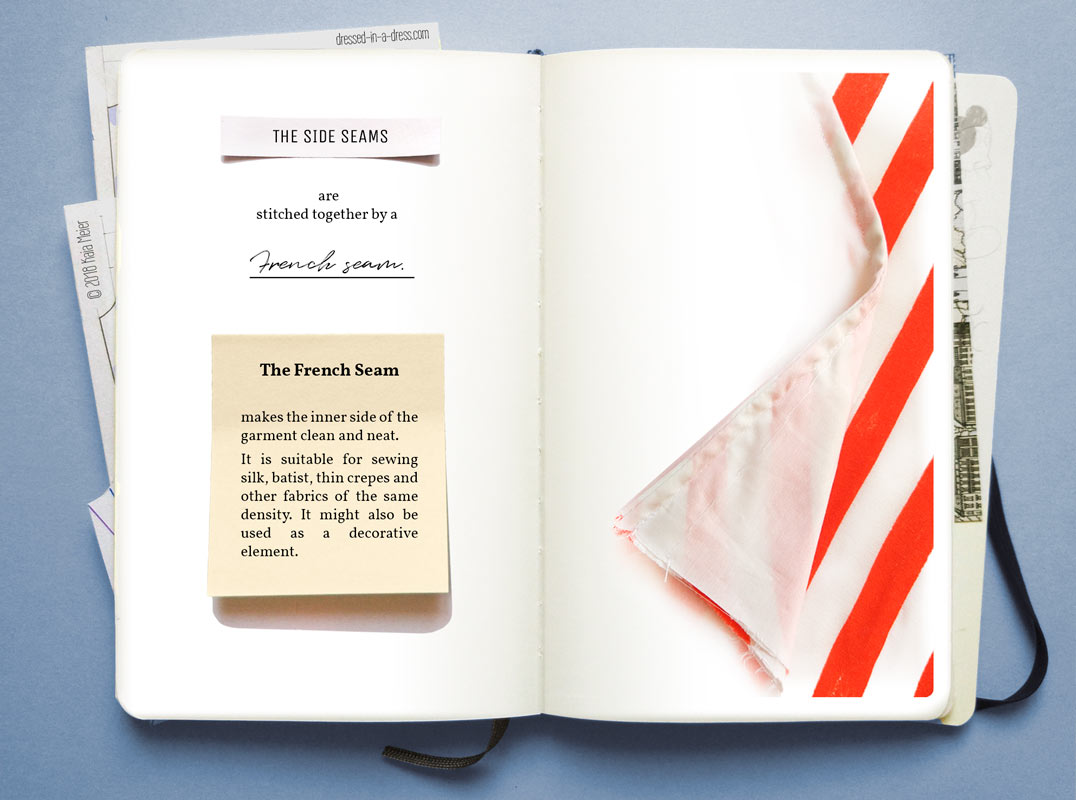 dressed-in-a-dress.com
© 2018 Kaia Meier
THE SIDE SEAMS
are
stitched together by a
French seam.
The French Seam
makes the inner side of the
garment clean and neat.
It is suitable for sewing
silk, batist, thin crepes and
other fabrics of the same
density. It might also be
used as a decorative
element.